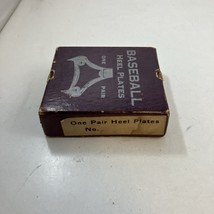 BASEBALL
HEEL PLATES
ONE
PAIR
One Pair Heel Plates
No.